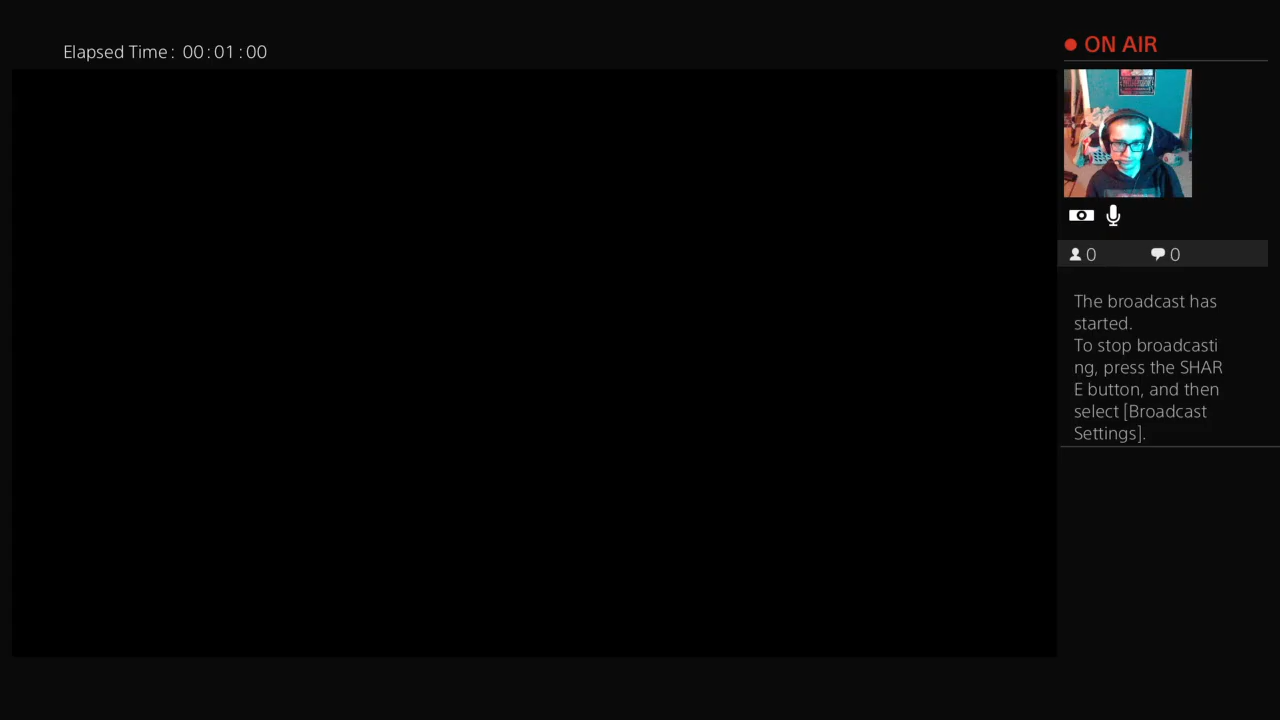 Elapsed Time: 00:01:00
ON AIR
0 0
The broadcast has
started.
To stop broadcasti
ng, press the SHAR
E button, and then
select [Broadcast
Settings].